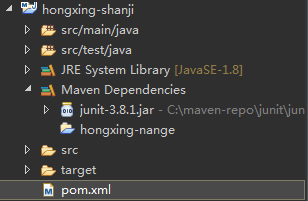 hongxing-shanji
src/main/java
src/test/java
JRE System Library [JavaSE-1.8]
Maven Dependencies
junit-3.8.1.jar - C:\maven-repo\junit\jun
hongxing-nange
src
target
pom.xml